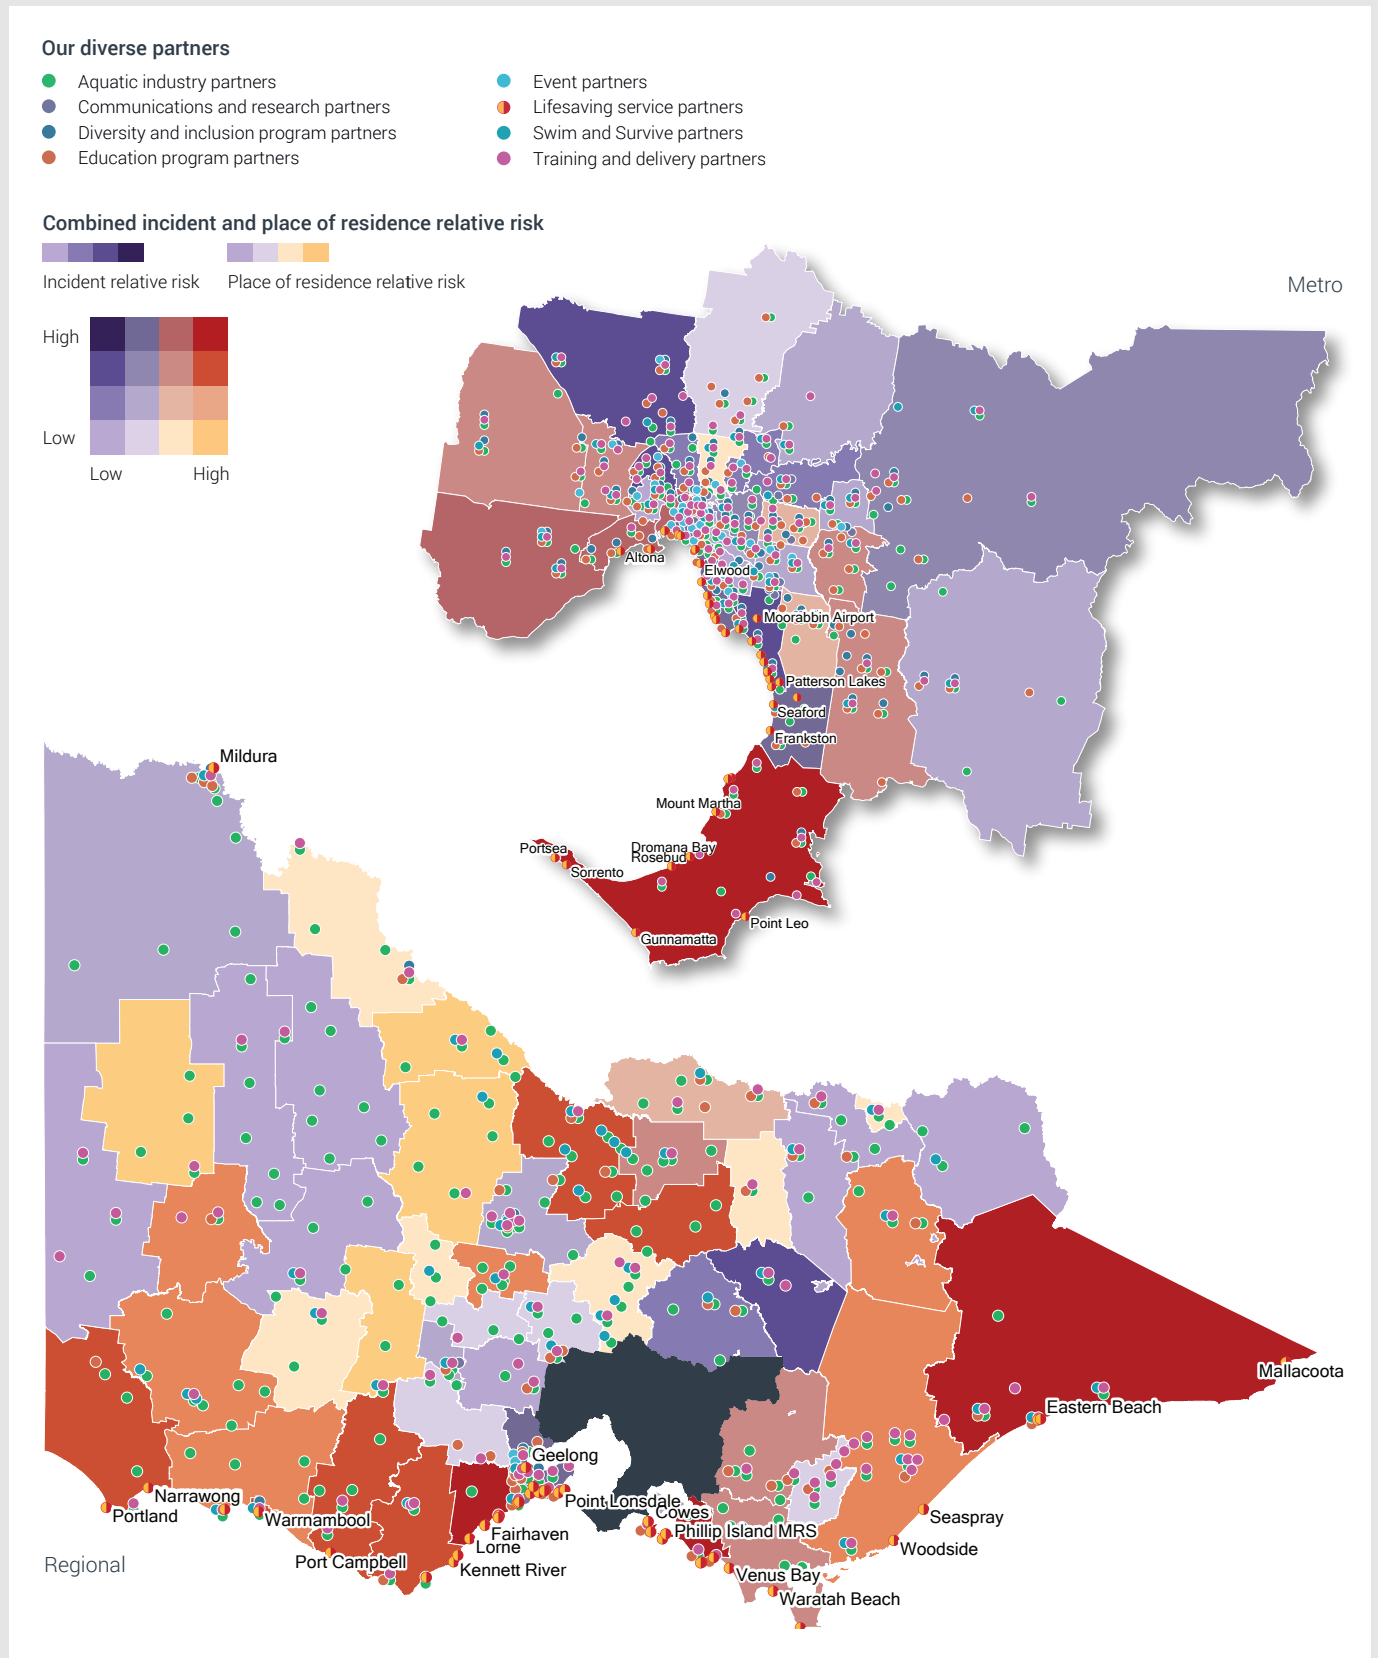 Our diverse partners
Aquatic industry partners
Communications and research partners
Diversity and inclusion program partners
Education program partners
Event partners
Lifesaving service partners
Swim and Survive partners
Training and delivery partners
Combined incident and place of residence relative risk
Incident relative risk
Place of residence relative risk
High
Low
Low
High
Metro
Altona
Elwood
Moorabbin Airport
Patterson Lakes
Seaford
Frankston
Mount Martha
Dromana Bay
Rosebud
Portsea
Sorrento
Point Leo
Gunnamatta
Mildura
Mallacoota
Eastern Beach
Geelong
Point Lonsdale
Cowes
Narrawong
Portland
Warrnambool
Phillip Island MRS
Fairhaven
Lorne
Seaspray
Woodside
Port Campbell
Kennett River
Venus Bay
Waratah Beach
Regional